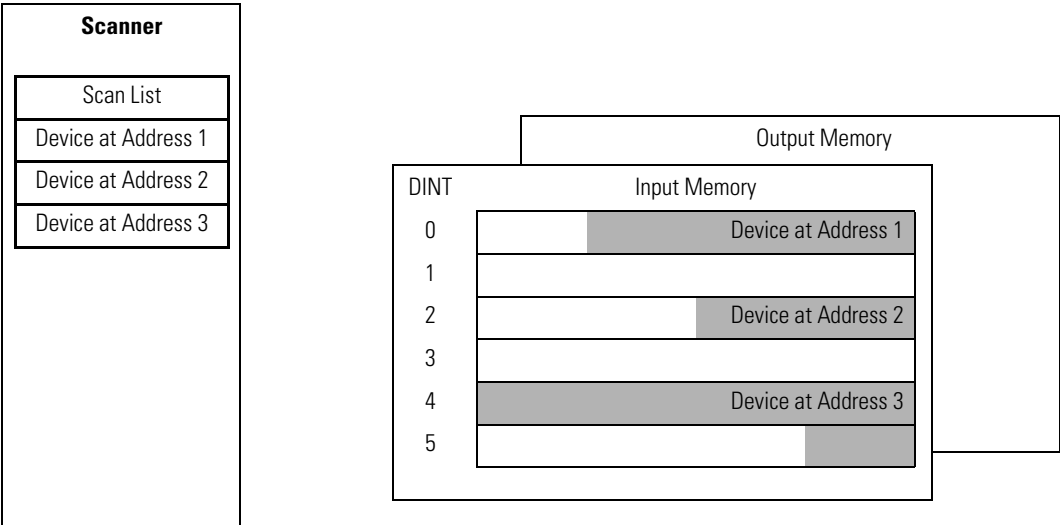 Scanner
Scan List
Device at Address 1
Device at Address 2
Device at Address 3
Output Memory
DINT Input Memory
0 Device at Address 1
1
2 Device at Address 2
3
4 Device at Address 3
5